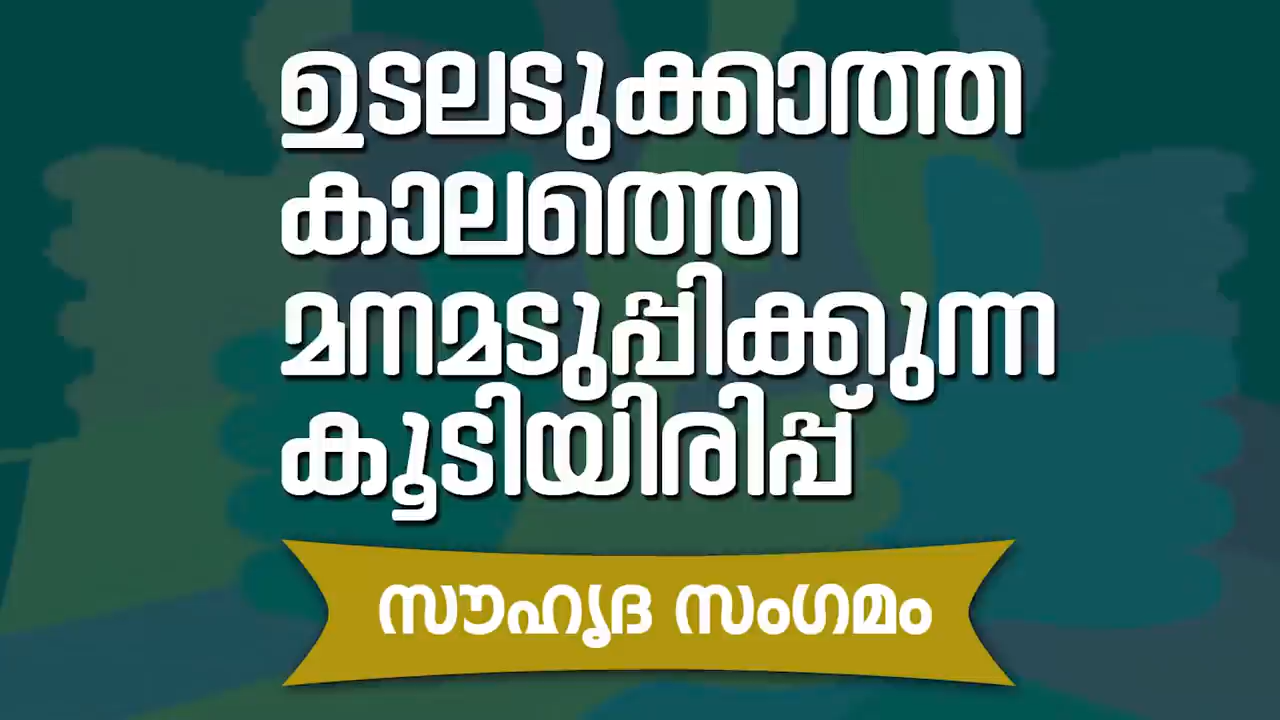 ഉടലടുക്കാത്ത
കാലത്തെ
മനമടുപ്പിക്കുന്ന
കൂടിയിരിപ്പ്
സൗഹൃദ സംഗമം